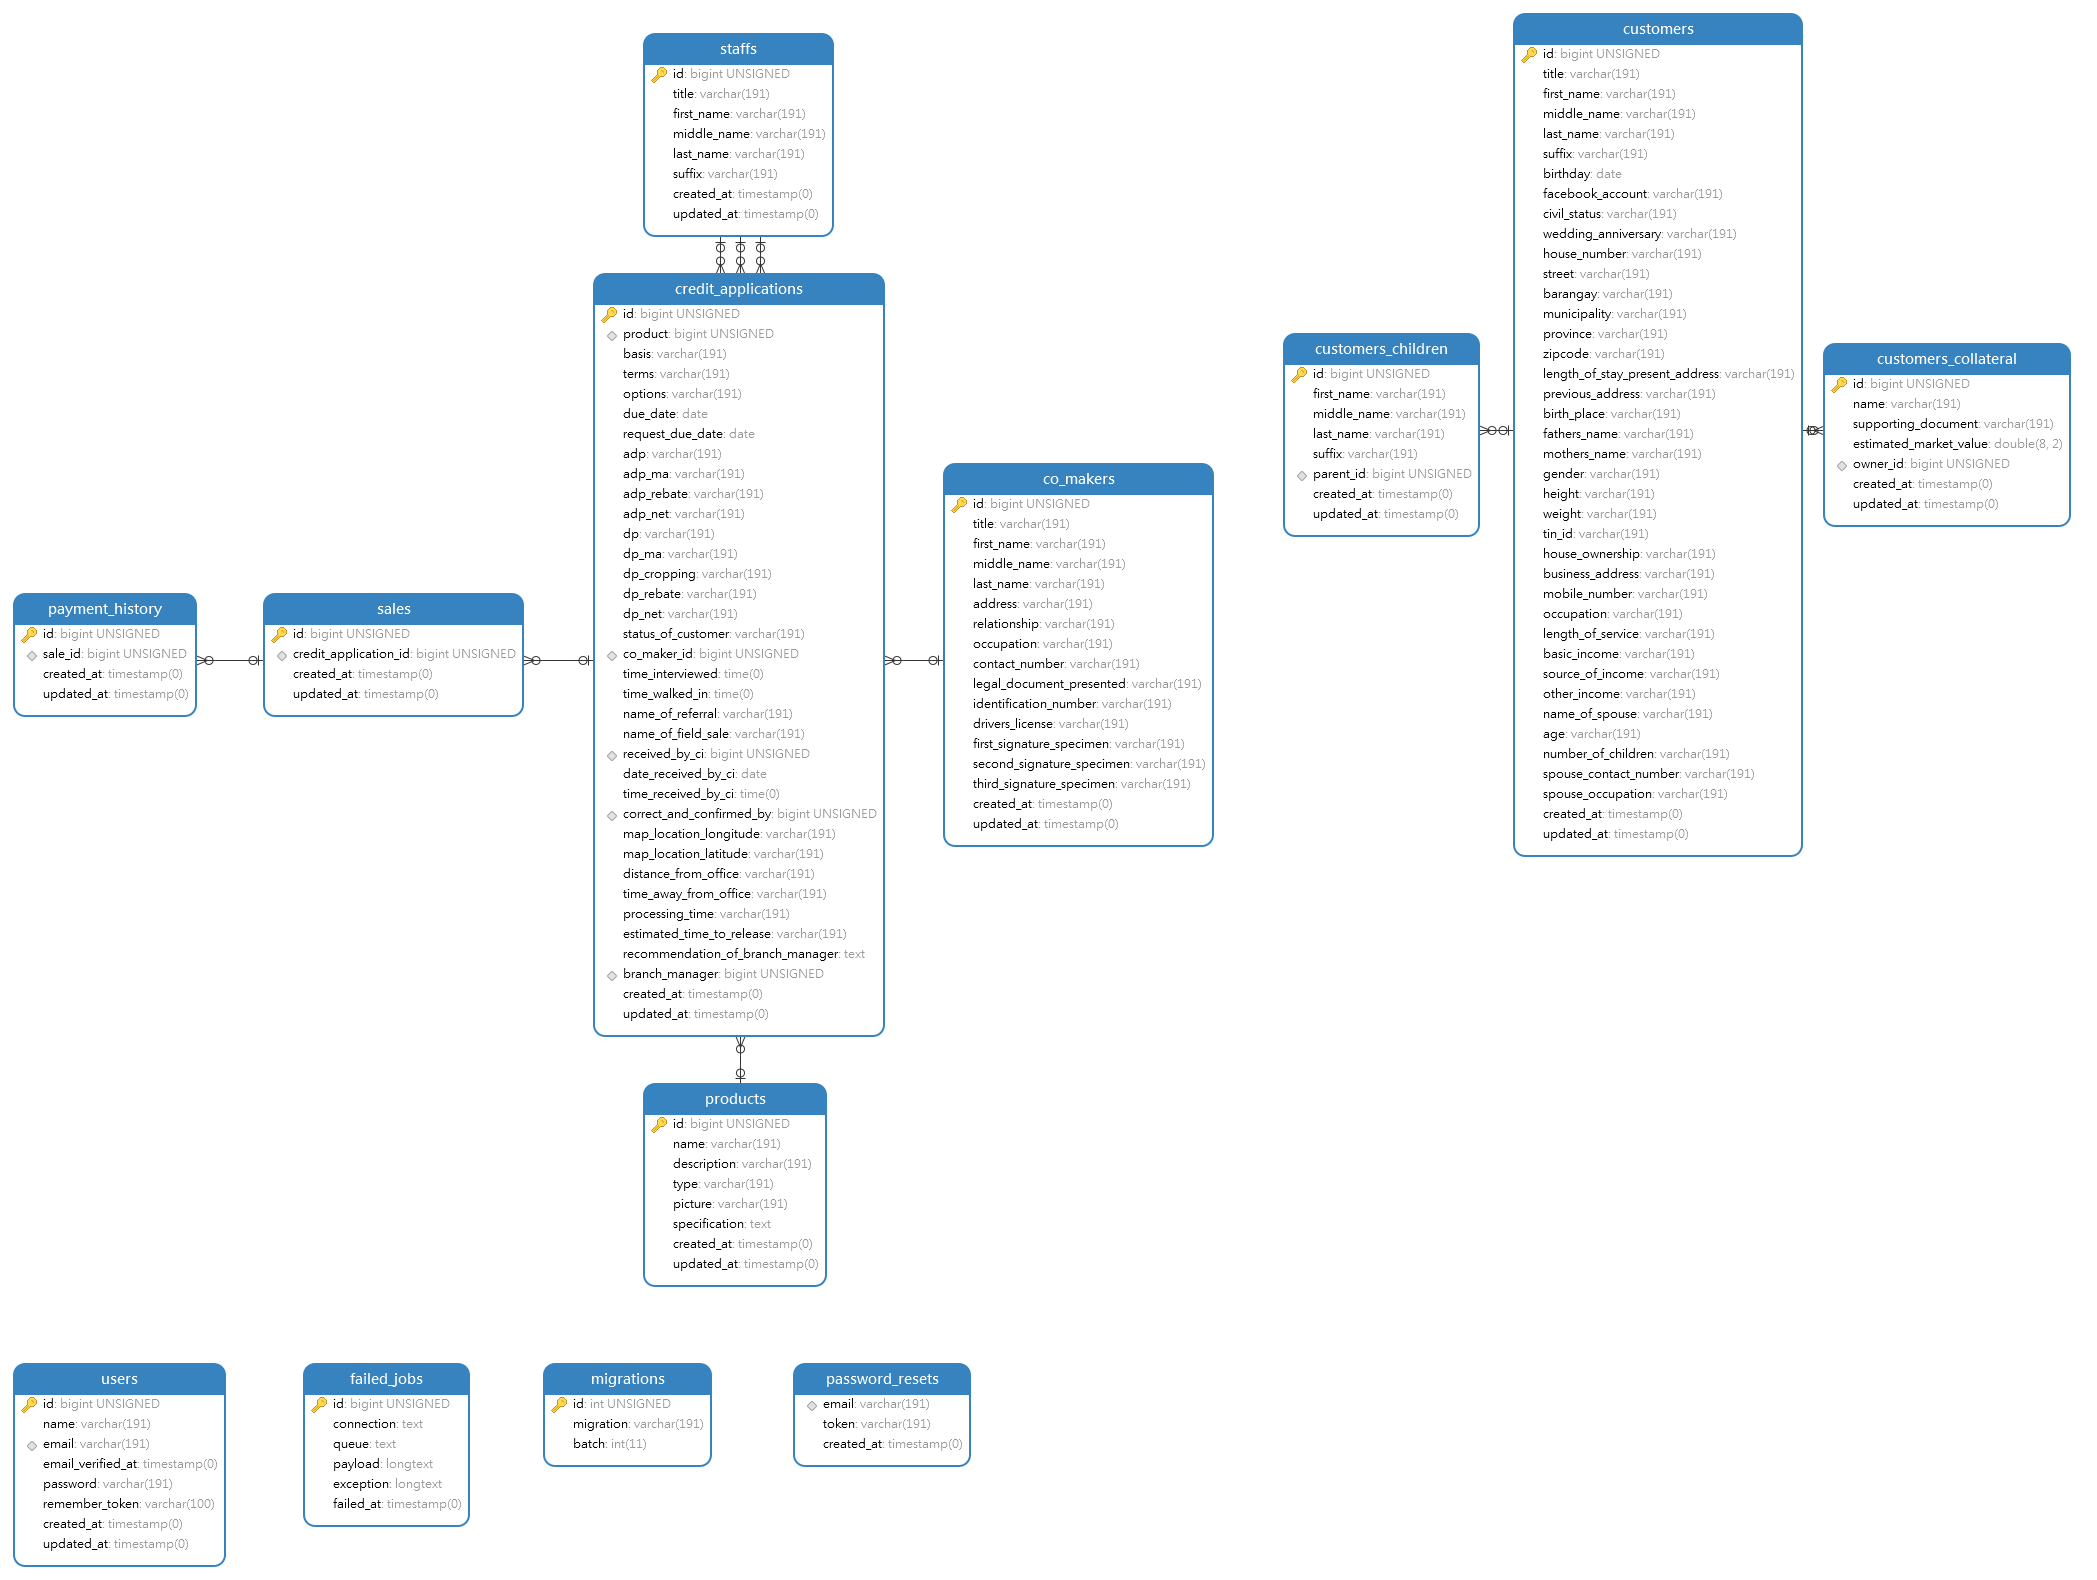 staffs
id: bigint UNSIGNED
title: varchar(191)
first_name: varchar(191)
middle_name: varchar(191)
last_name: varchar(191)
suffix: varchar(191)
created_at: timestamp(0)
updated_at: timestamp(0)
credit_applications
id: bigint UNSIGNED
product: bigint UNSIGNED
basis: varchar(191)
terms: varchar(191)
options: varchar(191)
due_date: date
request_due_date: date
adp: varchar(191)
adp_ma: varchar(191)
adp_rebate: varchar(191)
adp_net: varchar(191)
dp: varchar(191)
dp_ma: varchar(191)
dp_cropping: varchar(191)
dp_rebate: varchar(191)
dp_net: varchar(191)
status_of_customer: varchar(191)
co_maker_id: bigint UNSIGNED
time_interviewed: time(0)
time_walked_in: time(0)
name_of_referral: varchar(191)
name_of_field_sale: varchar(191)
received_by_ci: bigint UNSIGNED
date_received_by_ci: date
time_received_by_ci: time(0)
correct_and_confirmed_by: bigint UNSIGNED
map_location_longitude: varchar(191)
map_location_latitude: varchar(191)
distance_from_office: varchar(191)
time_away_from_office: varchar(191)
processing_time: varchar(191)
estimated_time_to_release: varchar(191)
recommendation_of_branch_manager: text
branch_manager: bigint UNSIGNED
created_at: timestamp(0)
updated_at: timestamp(0)
payment_history
id: bigint UNSIGNED
sale_id: bigint UNSIGNED
created_at: timestamp(0)
updated_at: timestamp(0)
sales
id: bigint UNSIGNED
credit_application_id: bigint UNSIGNED
created_at: timestamp(0)
updated_at: timestamp(0)
co_makers
id: bigint UNSIGNED
title: varchar(191)
first_name: varchar(191)
middle_name: varchar(191)
last_name: varchar(191)
address: varchar(191)
relationship: varchar(191)
occupation: varchar(191)
contact_number: varchar(191)
legal_document_presented: varchar(191)
identification_number: varchar(191)
drivers_license: varchar(191)
first_signature_specimen: varchar(191)
second_signature_specimen: varchar(191)
third_signature_specimen: varchar(191)
created_at: timestamp(0)
updated_at: timestamp(0)
customers_children
id: bigint UNSIGNED
first_name: varchar(191)
middle_name: varchar(191)
last_name: varchar(191)
suffix: varchar(191)
parent_id: bigint UNSIGNED
created_at: timestamp(0)
updated_at: timestamp(0)
customers
id: bigint UNSIGNED
title: varchar(191)
first_name: varchar(191)
middle_name: varchar(191)
last_name: varchar(191)
suffix: varchar(191)
birthday: date
facebook_account: varchar(191)
civil_status: varchar(191)
wedding_anniversary: varchar(191)
house_number: varchar(191)
street: varchar(191)
barangay: varchar(191)
municipality: varchar(191)
province: varchar(191)
zipcode: varchar(191)
length_of_stay_present_address: varchar(191)
previous_address: varchar(191)
birth_place: varchar(191)
fathers_name: varchar(191)
mothers_name: varchar(191)
gender: varchar(191)
height: varchar(191)
weight: varchar(191)
tin_id: varchar(191)
house_ownership: varchar(191)
business_address: varchar(191)
mobile_number: varchar(191)
occupation: varchar(191)
length_of_service: varchar(191)
basic_income: varchar(191)
source_of_income: varchar(191)
other_income: varchar(191)
name_of_spouse: varchar(191)
age: varchar(191)
number_of_children: varchar(191)
spouse_contact_number: varchar(191)
spouse_occupation: varchar(191)
created_at: timestamp(0)
updated_at: timestamp(0)
customers_collateral
id: bigint UNSIGNED
name: varchar(191)
supporting_document: varchar(191)
estimated_market_value: double(8, 2)
owner_id: bigint UNSIGNED
created_at: timestamp(0)
updated_at: timestamp(0)
products
id: bigint UNSIGNED
name: varchar(191)
description: varchar(191)
type: varchar(191)
picture: varchar(191)
specification: text
created_at: timestamp(0)
updated_at: timestamp(0)
users
id: bigint UNSIGNED
name: varchar(191)
email: varchar(191)
email_verified_at: timestamp(0)
password: varchar(191)
remember_token: varchar(100)
created_at: timestamp(0)
updated_at: timestamp(0)
failed_jobs
id: bigint UNSIGNED
connection: text
queue: text
payload: longtext
exception: longtext
failed_at: timestamp(0)
migrations
id: int UNSIGNED
migration: varchar(191)
batch: int(11)
password_resets
email: varchar(191)
token: varchar(191)
created_at: timestamp(0)